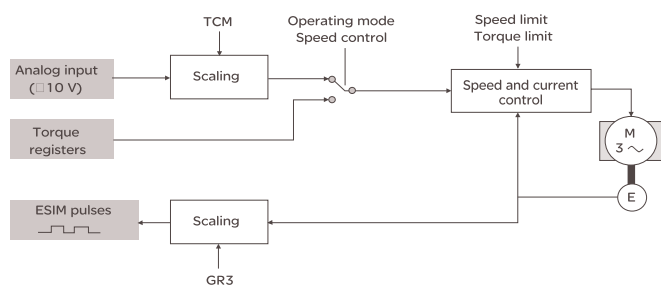 TCM
Operating mode
Speed control
Speed limit
Torque limit
Analog input
(□10 V)
Scaling
Speed and current
control
Torque
registers
M
3 ~
ESIM pulses
Scaling
E
GR3